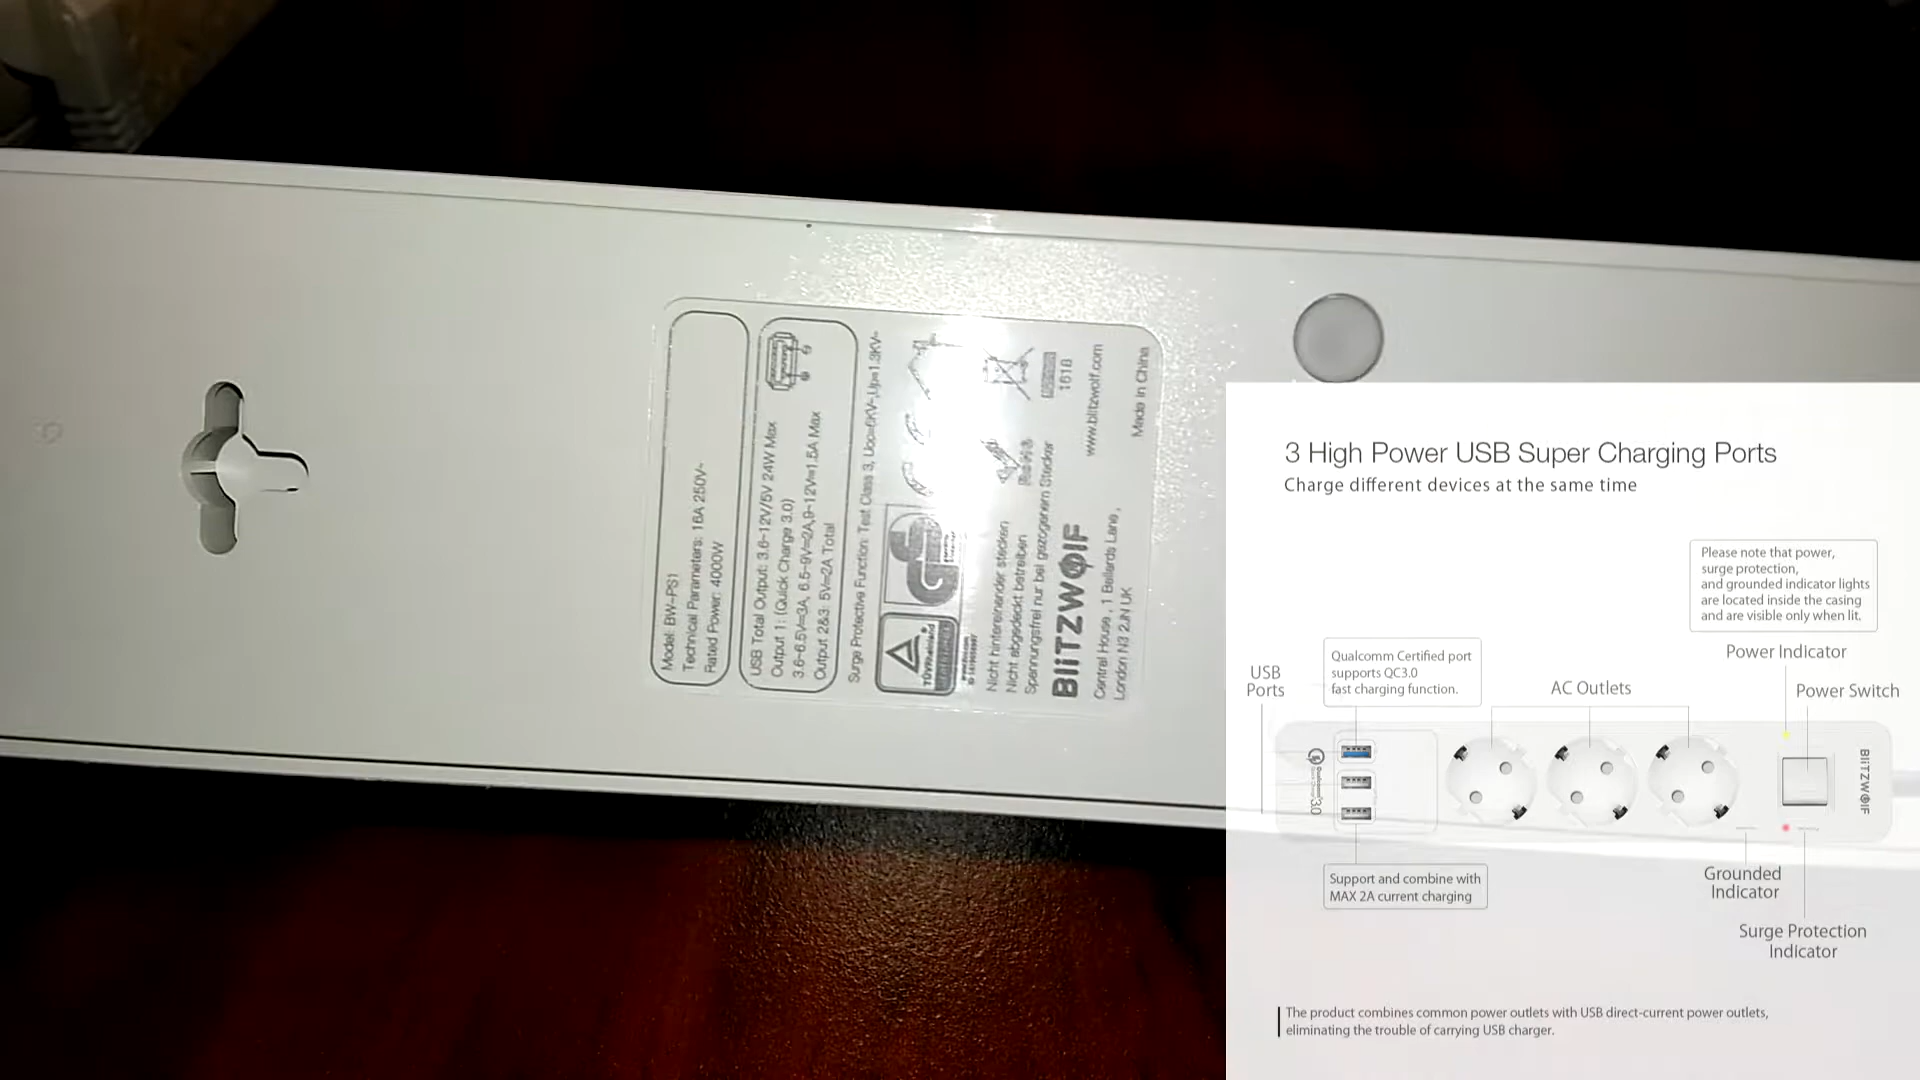 Model: BW-PS1
Technical Parameters: 16A 250V~
Rated Power: 4000W
USB Total Output: 3.6-12V/5V 24W Max
Output 1: (Quick Charge 3.0)
3.6-6.5V=3A, 6.5-9V=2A,9-12V=1.5A Max
Output 2&3: 5V=2A Total
Surge Protective Function: Test Class 3,
TÜVRheinland
Nicht hintereinander stecken
Nicht abgedeckt betreiben
Spannungsfrei nur bei gezogenem Stecker
1618
BlITZWOlF
www.blitzwolf.com
Central House , 1 Ballards Lane ,
London N3 2JN UK
Made in China
3 High Power USB Super Charging Ports
Charge different devices at the same time
Please note that power,
surge protection,
and grounded indicator lights
are located inside the casing
and are visible only when lit.
Power Indicator
Qualcomm Certified port
supports QC3.0
fast charging function.
USB
Ports
AC Outlets
Power Switch
Qualcomm
3.0
BlITZWOlF
Support and combine with
MAX 2A current charging
Grounded
Indicator
Surge Protection
Indicator
The product combines common power outlets with USB direct-current power outlets,
eliminating the trouble of carrying USB charger.